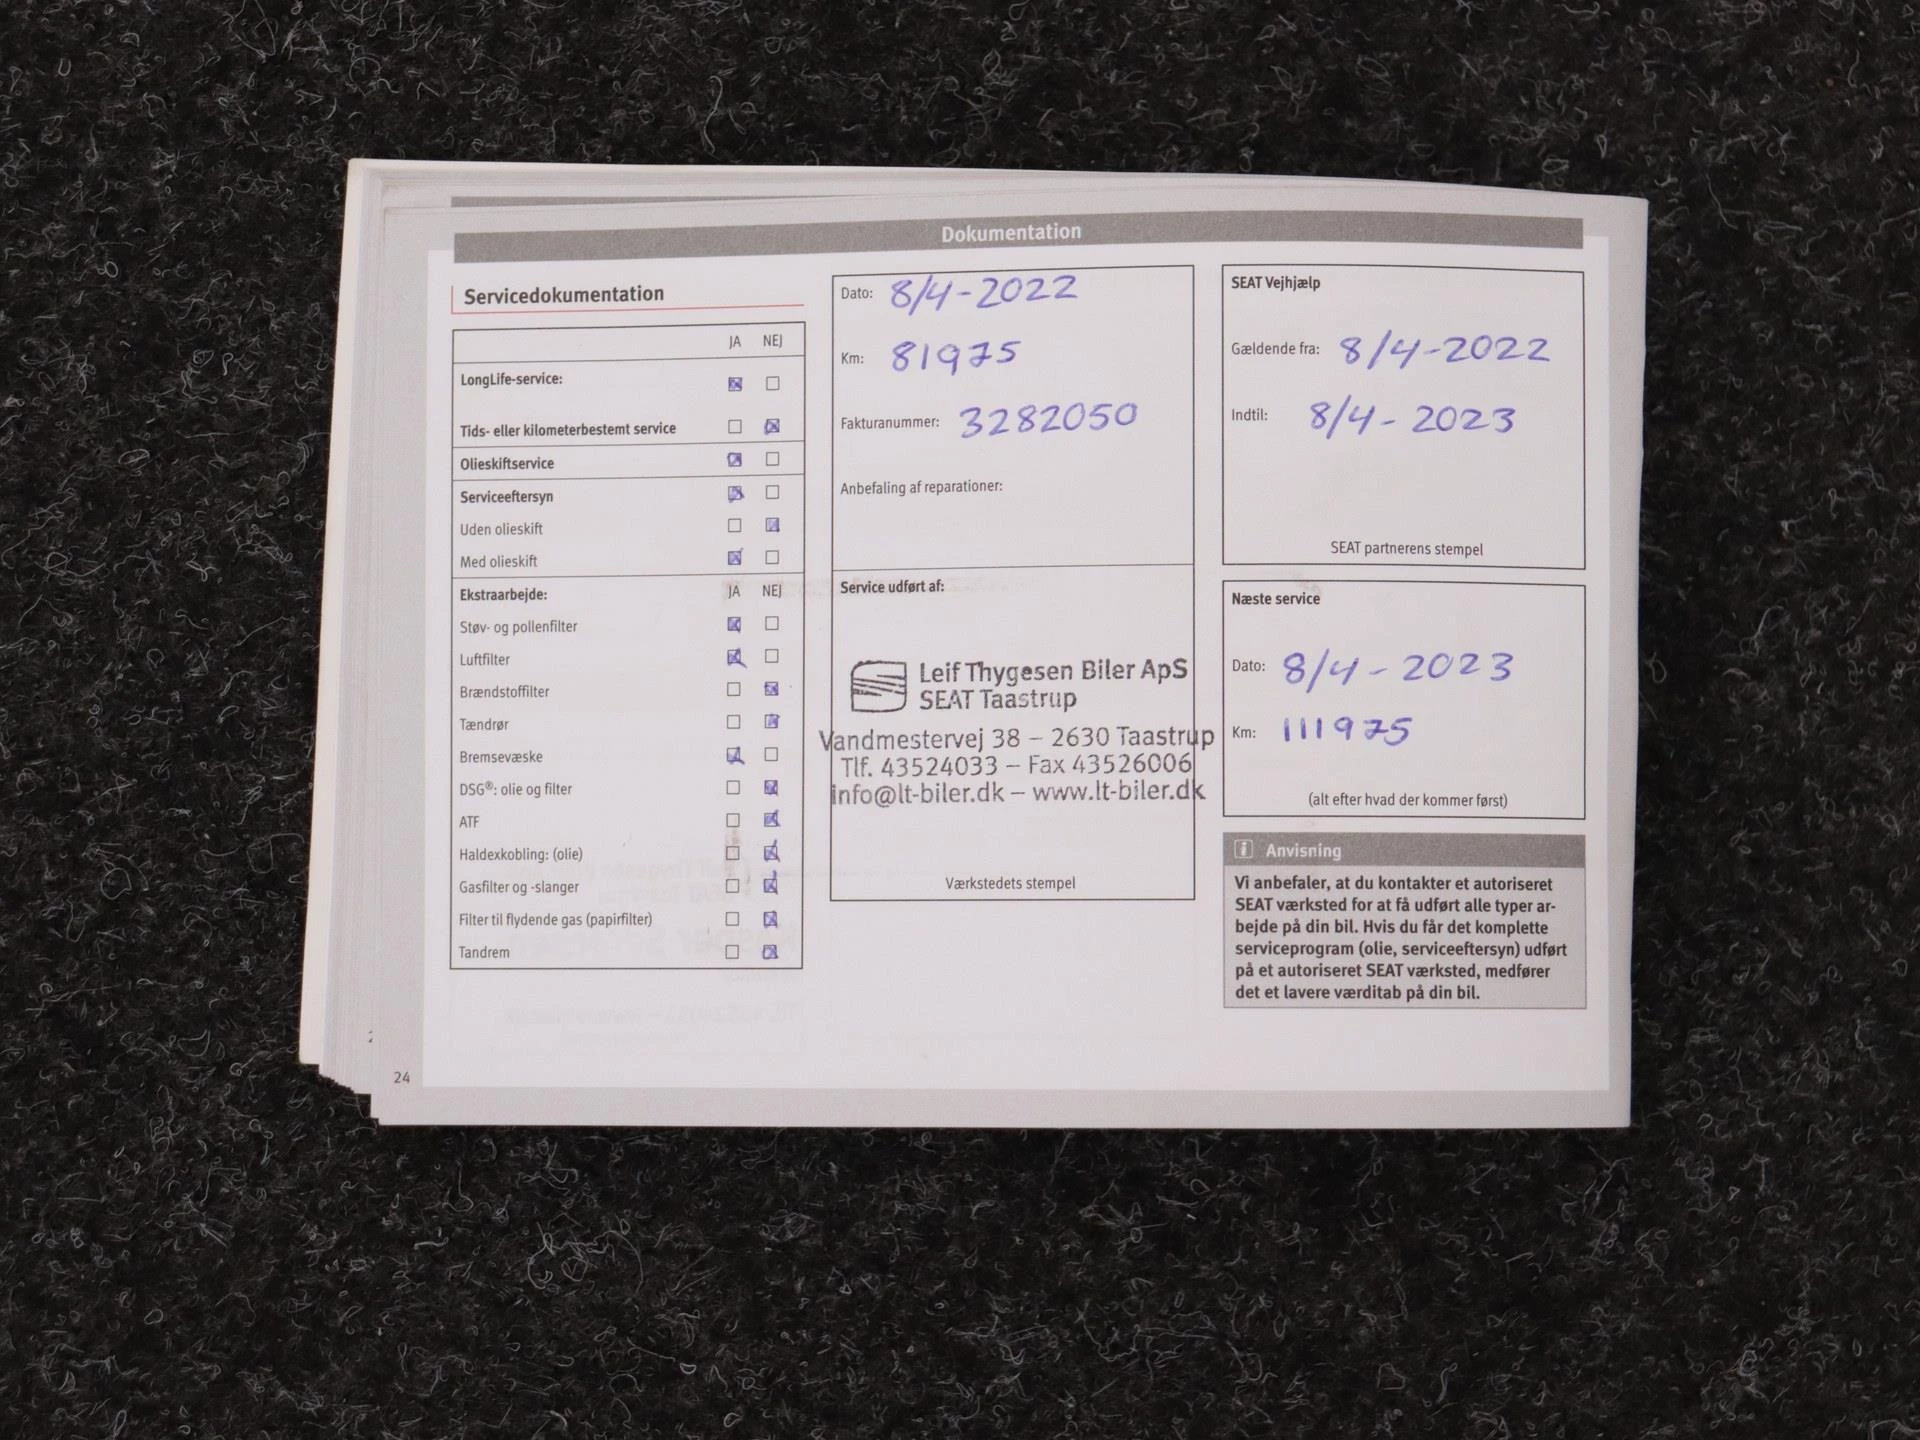 Dokumentation
Servicedokumentation
JA NEJ
LongLife-service:
Tids- eller kilometerbestemt service
Olieskiftservice
Serviceeftersyn
Uden olieskift
Med olieskift
Ekstraarbejde: JA NEJ
Støv- og pollenfilter
Luftfilter
Brændstoffilter
Tændrør
Bremsevæske
DSG®: olie og filter
ATF
Haldexkobling: (olie)
Gasfilter og -slanger
Filter til flydende gas (papirfilter)
Tandrem
Dato: 8/4-2022
Km: 81975
Fakturanummer: 3282050
Anbefaling af reparationer:
Service udført af:
Leif Thygesen Biler ApS
SEAT Taastrup
Vandmestervej 38 – 2630 Taastrup
Tlf. 43524033 – Fax 43526006
info@lt-biler.dk – www.lt-biler.dk
Værkstedets stempel
SEAT Vejhjælp
Gældende fra: 8/4-2022
Indtil: 8/4-2023
SEAT partnerens stempel
Næste service
Dato: 8/4-2023
Km: 111975
(alt efter hvad der kommer først)
i Anvisning
Vi anbefaler, at du kontakter et autoriseret
SEAT værksted for at få udført alle typer ar-
bejde på din bil. Hvis du får det komplette
serviceprogram (olie, serviceeftersyn) udført
på et autoriseret SEAT værksted, medfører
det et lavere værditab på din bil.
24